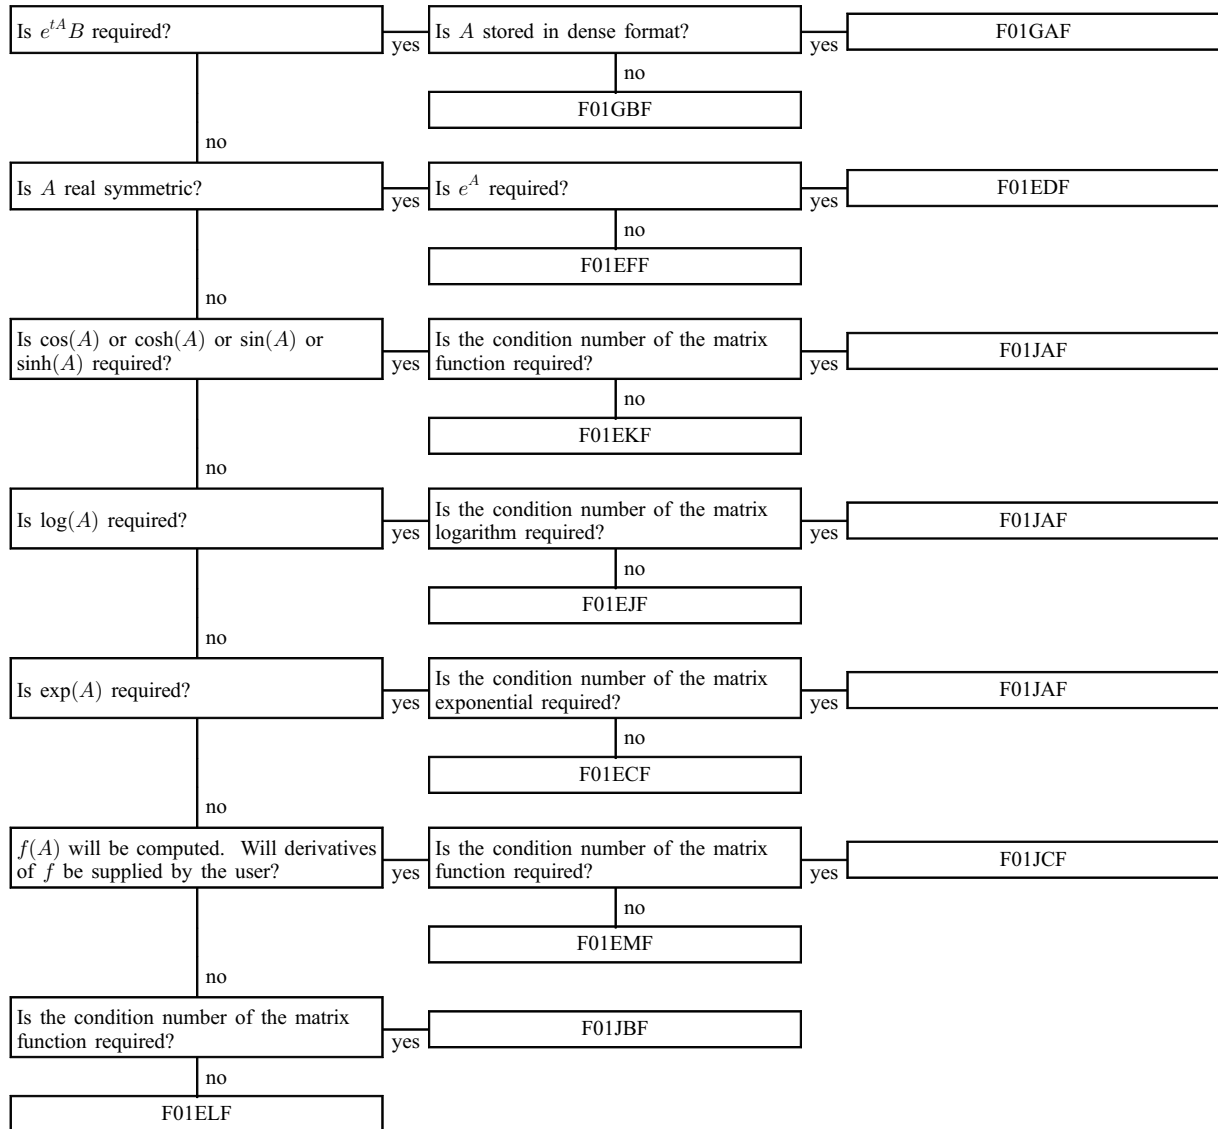 Is $e^{tA}B$ required?
yes
Is $A$ stored in dense format?
yes
F01GAF
no
F01GBF
no
Is $A$ real symmetric?
yes
Is $e^{A}$ required?
yes
F01EDF
no
F01EFF
no
Is cos($A$) or cosh($A$) or sin($A$) or
sinh($A$) required?
yes
Is the condition number of the matrix
function required?
yes
F01JAF
no
F01EKF
no
Is log($A$) required?
yes
Is the condition number of the matrix
logarithm required?
yes
F01JAF
no
F01EJF
no
Is exp($A$) required?
yes
Is the condition number of the matrix
exponential required?
yes
F01JAF
no
F01ECF
no
$f(A)$ will be computed. Will derivatives
of $f$ be supplied by the user?
yes
Is the condition number of the matrix
function required?
yes
F01JCF
no
F01EMF
no
Is the condition number of the matrix
function required?
yes
F01JBF
no
F01ELF